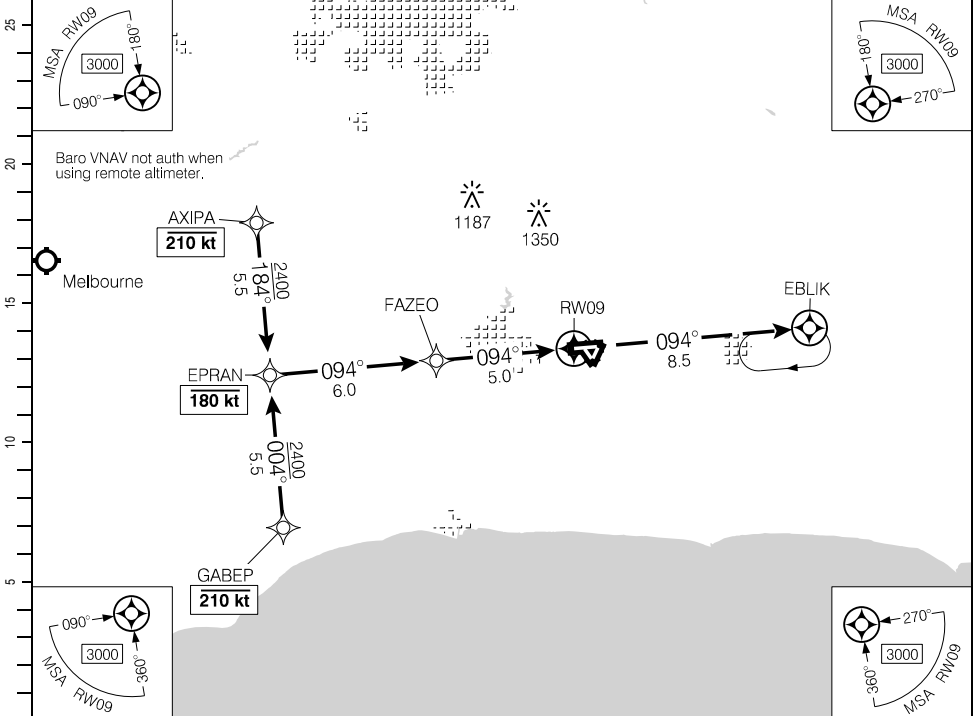 25
20
15
10
5
MSA RW09
180°
3000
090°
MSA RW09
180°
3000
270°
Baro VNAV not auth when
using remote altimeter.
AXIPA
210 kt
1187
1350
Melbourne
2400
184°
5.5
FAZEO
RW09
EBLIK
EPRAN
180 kt
094°
6.0
094°
5.0
094°
8.5
2400
004°
5.5
GABEP
210 kt
090°
3000
360°
MSA RW09
270°
3000
360°
MSA RW09